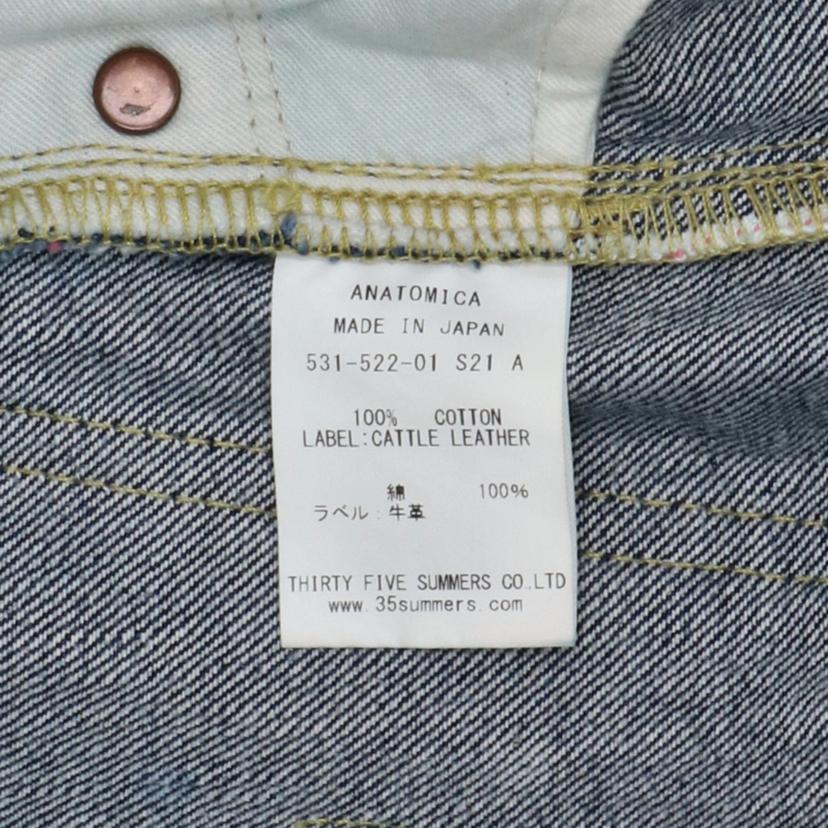 ANATOMICA
MADE IN JAPAN
531-522-01 S21 A
100% COTTON
LABEL:CATTLE LEATHER
綿 100%
ラベル:牛革
THIRTY FIVE SUMMERS CO.,LTD
www.35summers.com